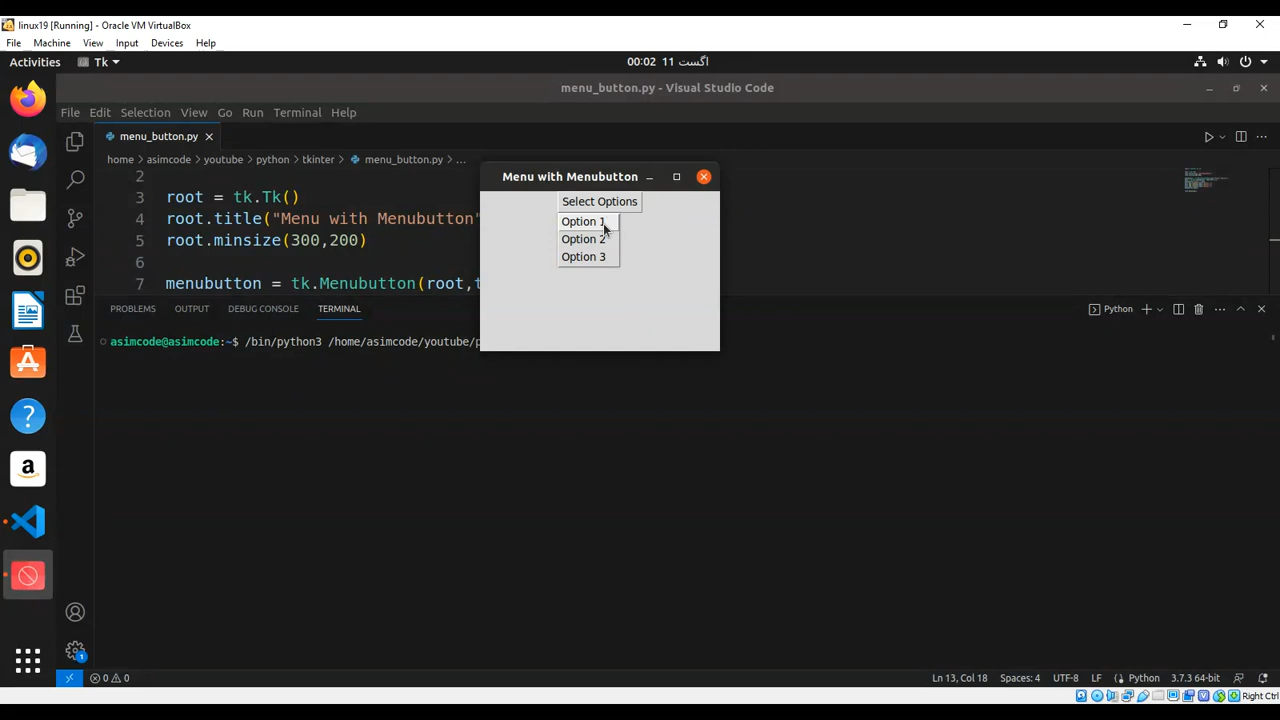 linux19 [Running] - Oracle VM VirtualBox
File Machine View Input Devices Help
Activities Tk 00:02 11 اگست
menu_button.py - Visual Studio Code
File Edit Selection View Go Run Terminal Help
menu_button.py
home > asimcode > youtube > python > tkinter > menu_button.py > ...
2
3 root = tk.Tk()
4 root.title("Menu with Menubutton"
5 root.minsize(300,200)
6
7 menubutton = tk.Menubutton(root,
Menu with Menubutton
Select Options
Option 1
Option 2
Option 3
PROBLEMS OUTPUT DEBUG CONSOLE TERMINAL Python
asimcode@asimcode:~$ /bin/python3 /home/asimcode/youtube/p
1
0 0 Ln 13, Col 18 Spaces: 4 UTF-8 LF Python 3.7.3 64-bit
Right Ctrl